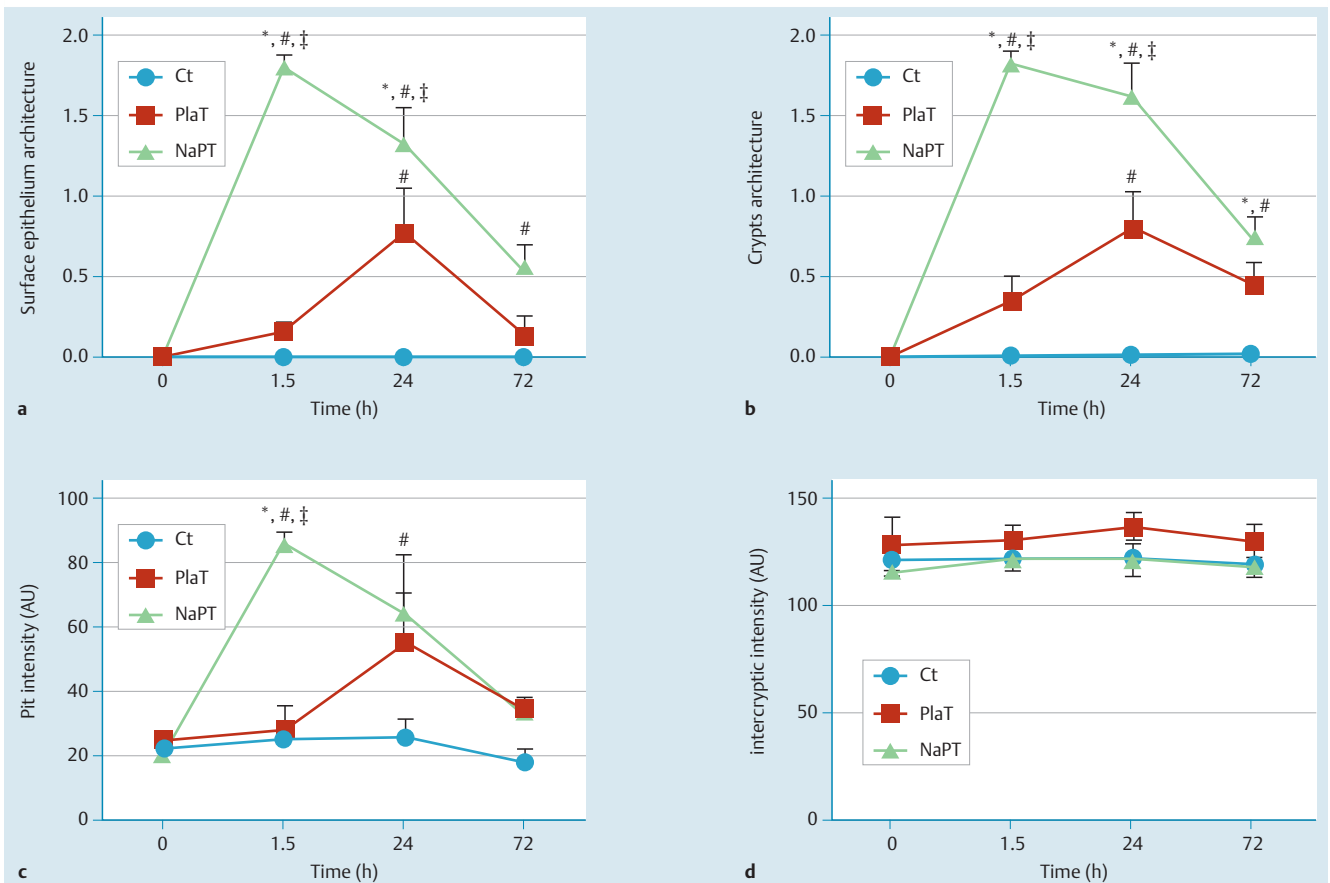 2.0
1.5
1.0
0.5
0.0
Surface epithelium architecture
Ct
PlaT
NaPT
*, #, ‡
*, #, ‡
#
#
0 1.5 24 72
Time (h)
a
2.0
1.5
1.0
0.5
0.0
Crypts architecture
Ct
PlaT
NaPT
*, #, ‡
*, #, ‡
#
*, #
0 1.5 24 72
Time (h)
b
100
80
60
40
20
0
Pit intensity (AU)
Ct
PlaT
NaPT
*, #, ‡
#
0 1.5 24 72
Time (h)
c
150
100
50
0
intercryptic intensity (AU)
Ct
PlaT
NaPT
0 1.5 24 72
Time (h)
d